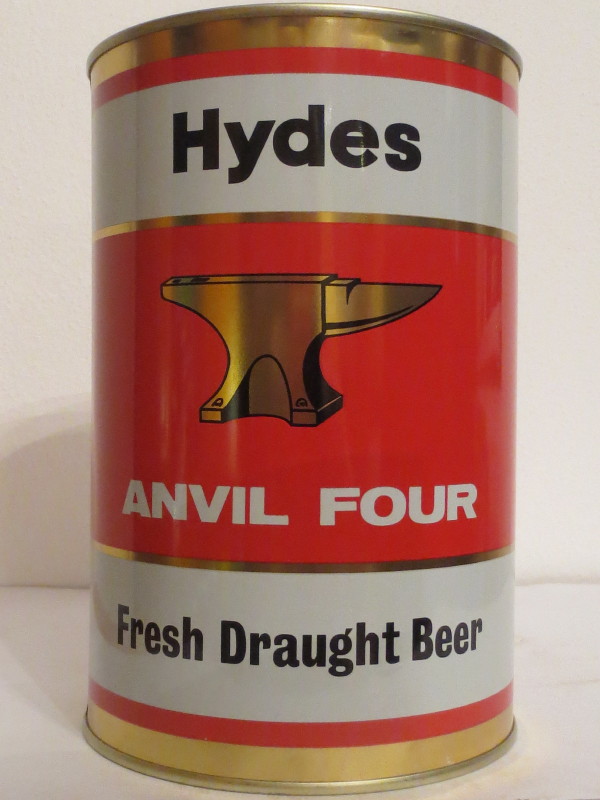 Hydes
ANVIL FOUR
Fresh Draught Beer